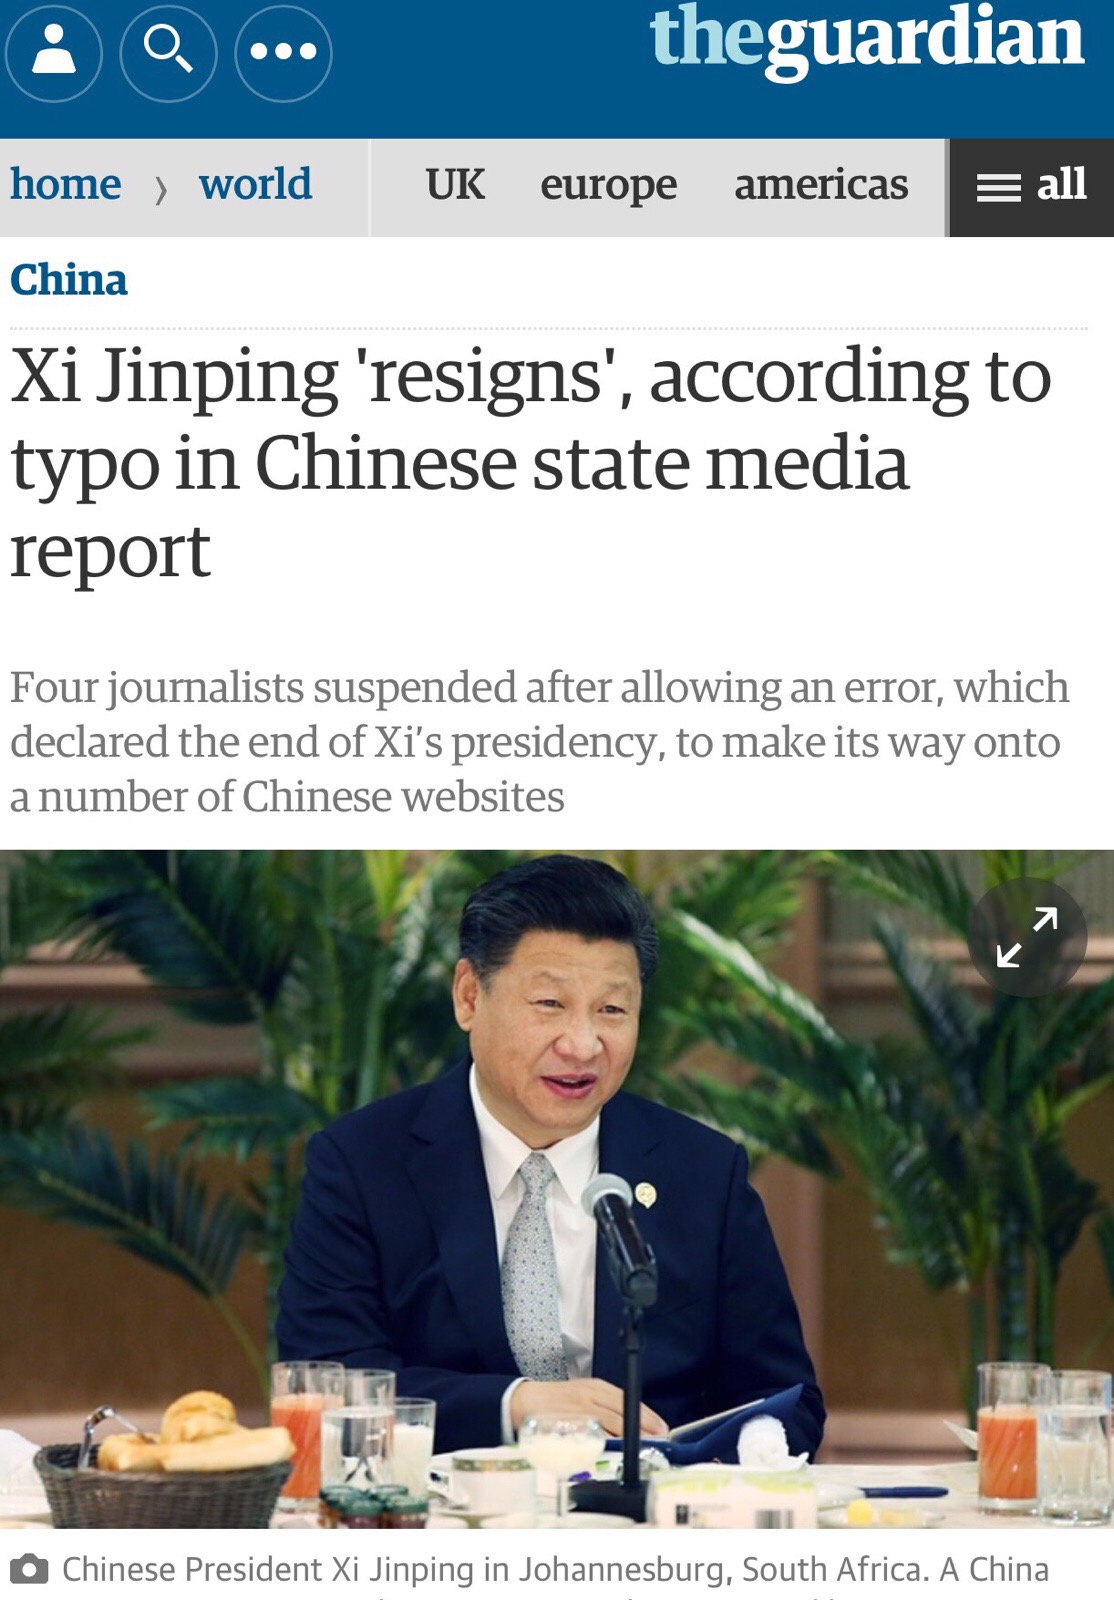 theguardian
home › world UK europe americas all
China
Xi Jinping 'resigns', according to
typo in Chinese state media
report
Four journalists suspended after allowing an error, which
declared the end of Xi’s presidency, to make its way onto
a number of Chinese websites
Chinese President Xi Jinping in Johannesburg, South Africa. A China